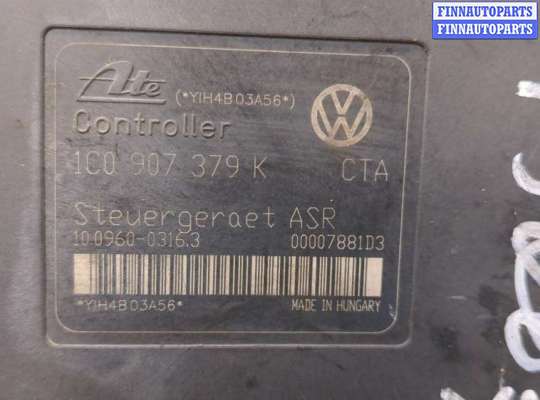 FINNAUTOPARTS
FINNAUTOPARTS
Ate (*YIH4B03A56*)
Controller
1C0 907 379 K CTA
Steuergeraet ASR
10.0960-0316.3 00007881D3
*YIH4B03A56* MADE IN HUNGARY